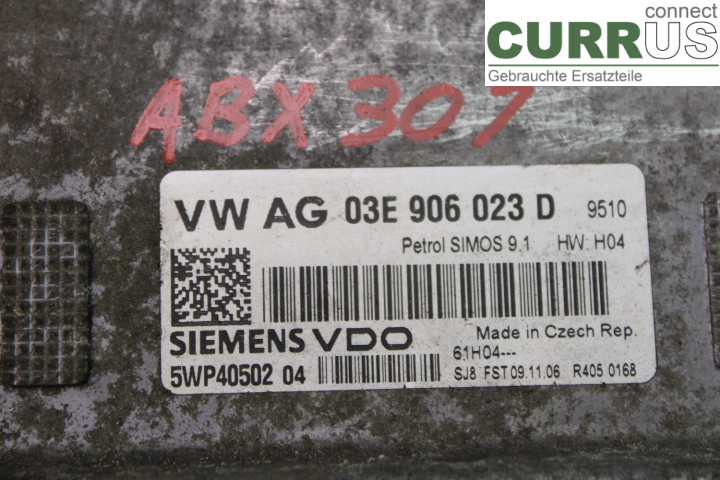 connect
CURRUS
Gebrauchte Ersatzteile
ABX 307
VW AG 03E 906 023 D 9510
Petrol SIMOS 9.1 HW: H04
SIEMENS VDO
Made in Czech Rep.
61H04---
5WP40502 04
SJ8 FST 09.11.06 R405 0168